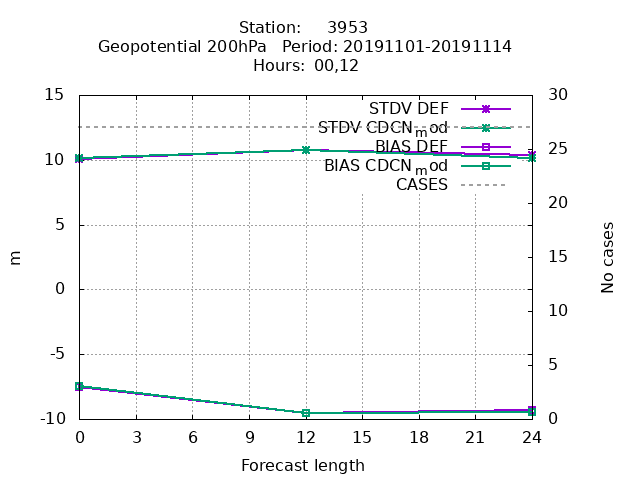 Station: 3953
Geopotential 200hPa Period: 20191101-20191114
Hours: 00,12
15
10
5
0
-5
-10
m
30
25
20
15
10
5
0
No cases
STDV DEF
STDV CDCNmod
BIAS DEF
BIAS CDCNmod
CASES
0 3 6 9 12 15 18 21 24
Forecast length